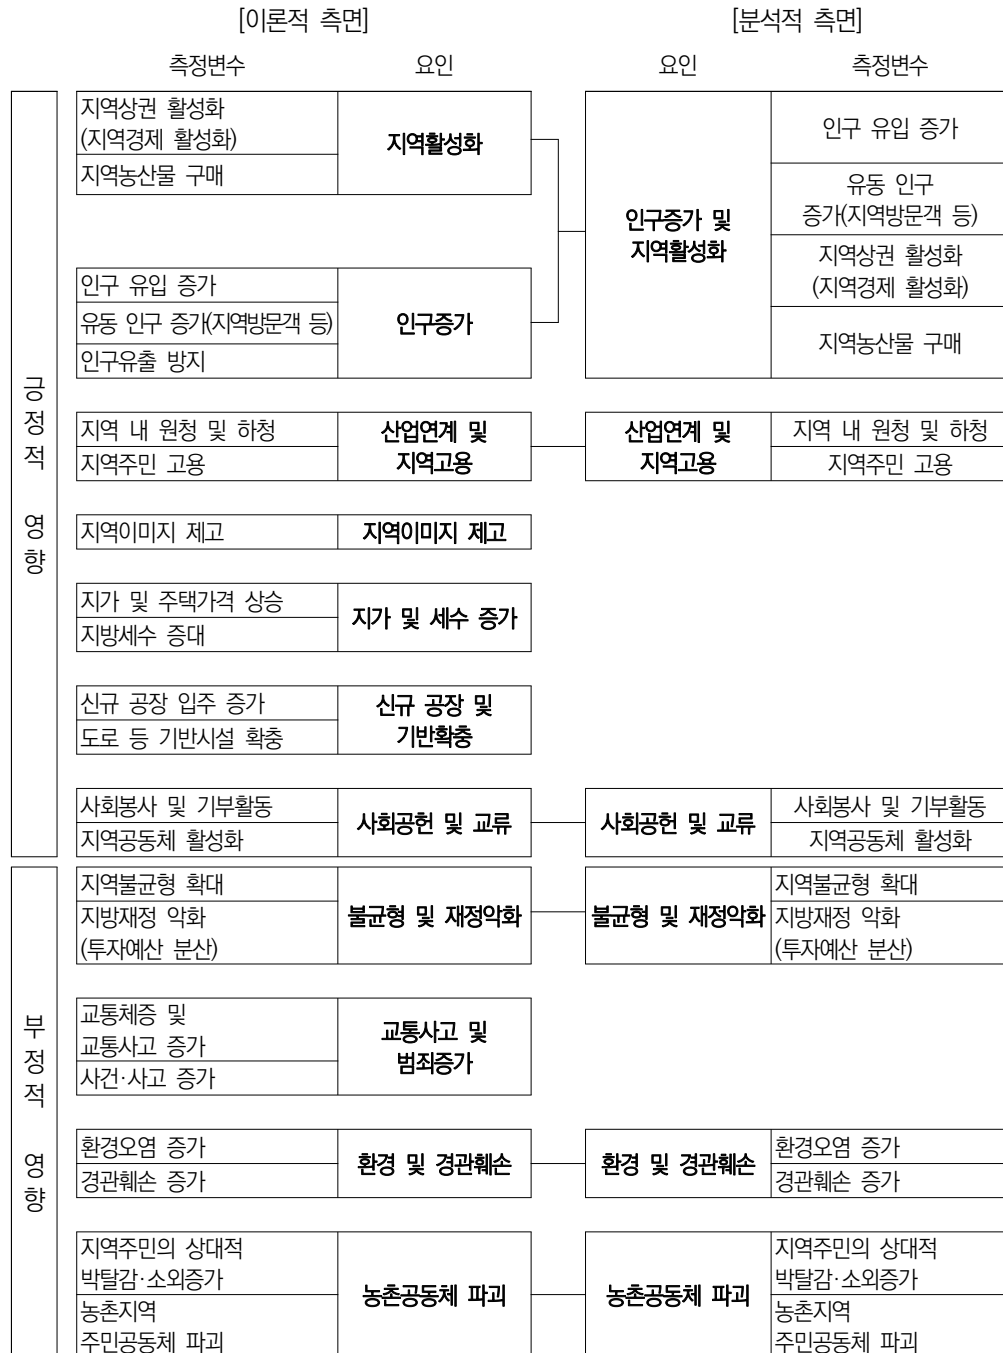 [이론적 측면]
[분석적 측면]
측정변수
요인
요인
측정변수
긍정적 영향
지역상권 활성화
(지역경제 활성화)
지역농산물 구매
지역활성화
인구 유입 증가
유동 인구 증가(지역방문객 등)
인구유출 방지
인구증가
인구증가 및
지역활성화
인구 유입 증가
유동 인구
증가(지역방문객 등)
지역상권 활성화
(지역경제 활성화)
지역농산물 구매
지역 내 원청 및 하청
지역주민 고용
산업연계 및
지역고용
산업연계 및
지역고용
지역 내 원청 및 하청
지역주민 고용
지역이미지 제고
지역이미지 제고
지가 및 주택가격 상승
지방세수 증대
지가 및 세수 증가
신규 공장 입주 증가
도로 등 기반시설 확충
신규 공장 및
기반확충
사회봉사 및 기부활동
지역공동체 활성화
사회공헌 및 교류
사회공헌 및 교류
사회봉사 및 기부활동
지역공동체 활성화
부정적 영향
지역불균형 확대
지방재정 악화
(투자예산 분산)
불균형 및 재정악화
불균형 및 재정악화
지역불균형 확대
지방재정 악화
(투자예산 분산)
교통체증 및
교통사고 증가
사건·사고 증가
교통사고 및
범죄증가
환경오염 증가
경관훼손 증가
환경 및 경관훼손
환경 및 경관훼손
환경오염 증가
경관훼손 증가
지역주민의 상대적
박탈감·소외증가
농촌지역
주민공동체 파괴
농촌공동체 파괴
농촌공동체 파괴
지역주민의 상대적
박탈감·소외증가
농촌지역
주민공동체 파괴